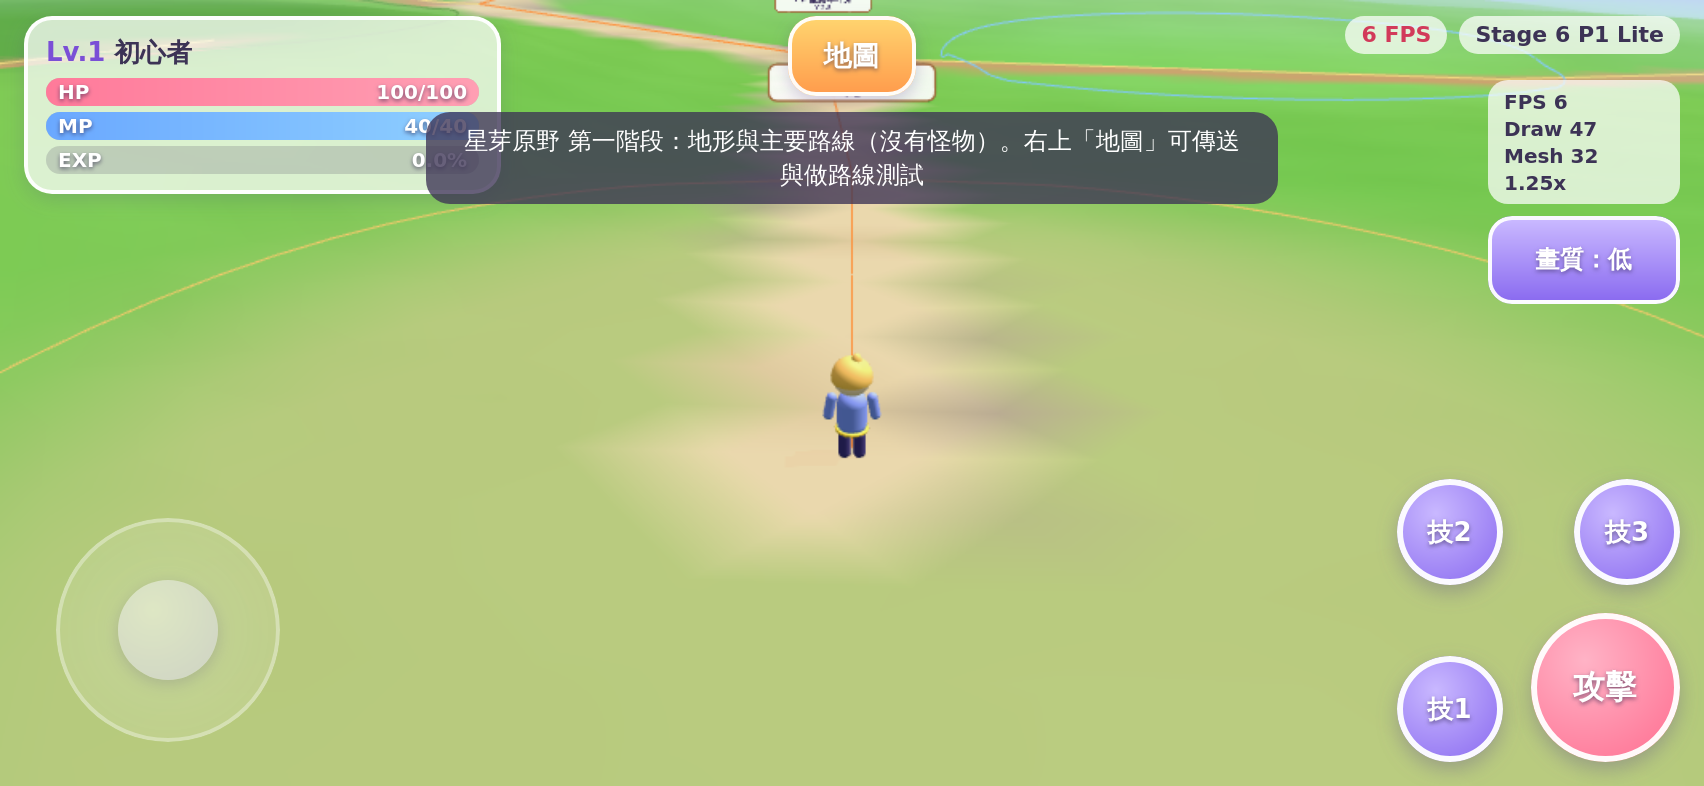 Lv.1 初心者
HP 100/100
MP 40/40
EXP 0.0%
地圖
6 FPS
Stage 6 P1 Lite
星芽原野 第一階段：地形與主要路線（沒有怪物）。右上「地圖」可傳送
與做路線測試
FPS 6
Draw 47
Mesh 32
1.25x
畫質：低
技2
技3
技1
攻擊